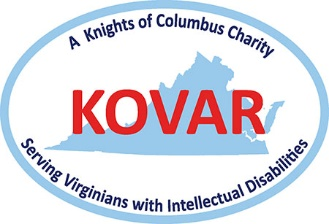 A Knights of Columbus Charity
KOVAR
Serving Virginians with Intellectual Disabilities